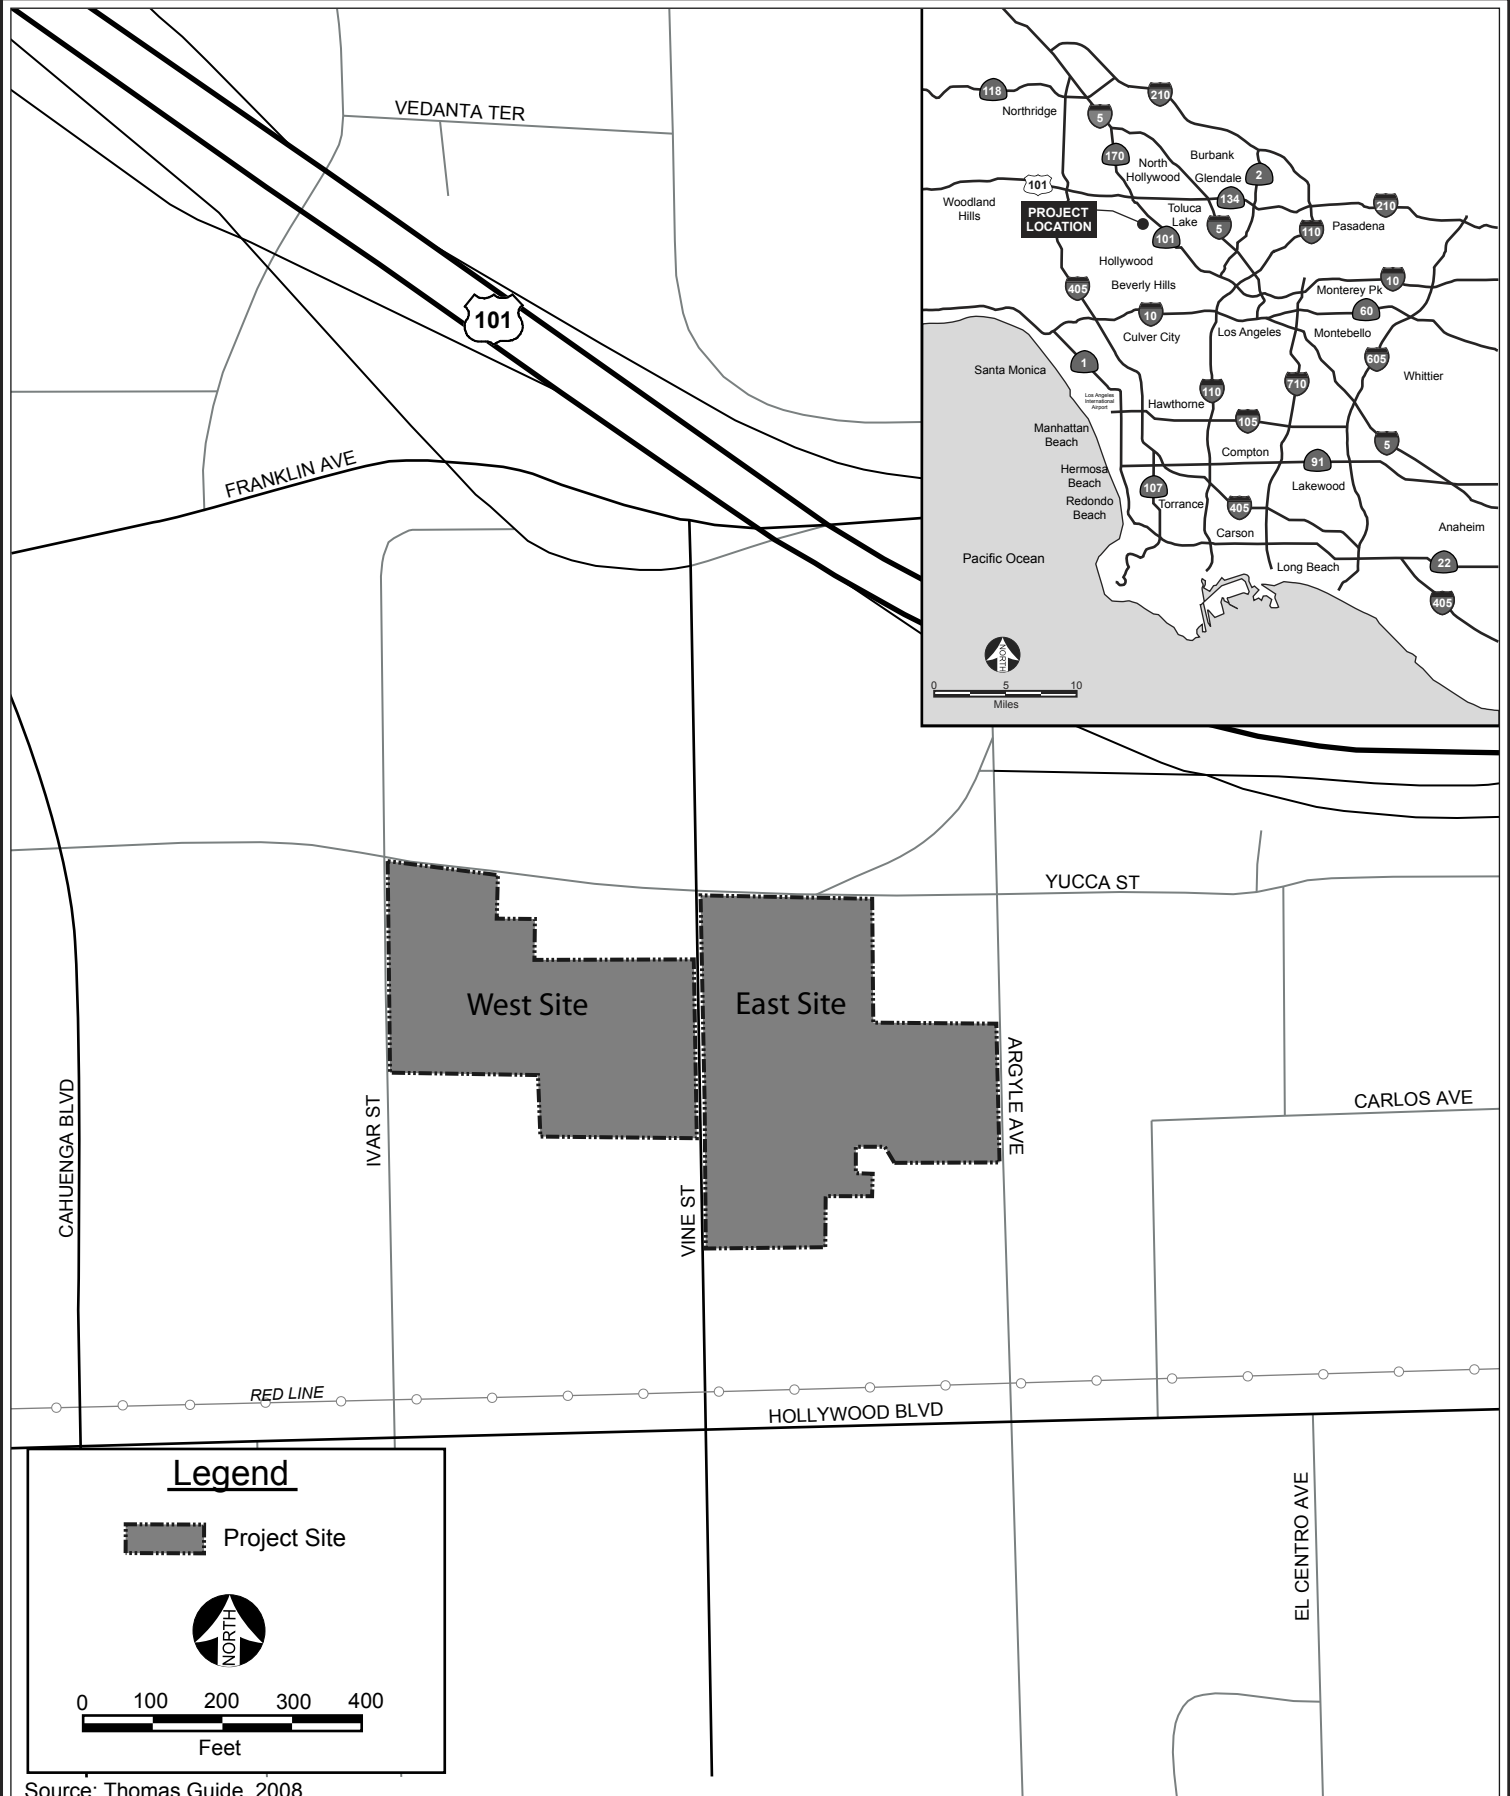 VEDANTA TER
101
FRANKLIN AVE
118
Northridge
210
5
170
North
Hollywood
Burbank
Glendale
2
101
134
Woodland
Hills
PROJECT
LOCATION
Toluca
Lake
5
210
110
Pasadena
101
Hollywood
Beverly Hills
405
10
Monterey Pk
60
10
Culver City
Los Angeles
Montebello
1
605
Santa Monica
Whittier
Los Angeles
International
Airport
110
710
Hawthorne
105
Manhattan
Beach
5
Compton
91
Hermosa
Beach
107
Lakewood
Redondo
Beach
Torrance
405
Carson
Anaheim
Pacific Ocean
Long Beach
22
405
NORTH
0 5 10
Miles
YUCCA ST
West Site
East Site
ARGYLE AVE
CAHUENGA BLVD
IVAR ST
CARLOS AVE
VINE ST
RED LINE
HOLLYWOOD BLVD
EL CENTRO AVE
Legend
Project Site
NORTH
0 100 200 300 400
Feet
Source: Thomas Guide, 2008